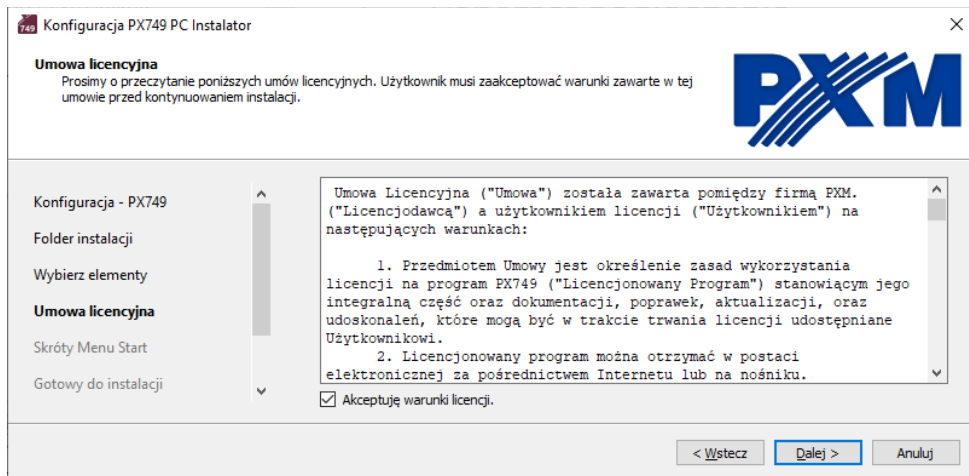 749 Konfiguracja PX749 PC Instalator
Umowa licencyjna
Prosimy o przeczytanie poniższych umów licencyjnych. Użytkownik musi zaakceptować warunki zawarte w tej
umowie przed kontynuowaniem instalacji.
PXM
Konfiguracja - PX749
Folder instalacji
Wybierz elementy
Umowa licencyjna
Skróty Menu Start
Gotowy do instalacji
Umowa Licencyjna ("Umowa") została zawarta pomiędzy firmą PXM.
("Licencjodawcą") a użytkownikiem licencji ("Użytkownikiem") na
następujących warunkach:
1. Przedmiotem Umowy jest określenie zasad wykorzystania
licencji na program PX749 ("Licencjonowany Program") stanowiącym jego
integralną część oraz dokumentacji, poprawek, aktualizacji, oraz
udoskonaleń, które mogą być w trakcie trwania licencji udostępniane
Użytkownikowi.
2. Licencjonowany program można otrzymać w postaci
elektronicznej za pośrednictwem Internetu lub na nośniku.
Akceptuję warunki licencji.
< Wstecz
Dalej >
Anuluj